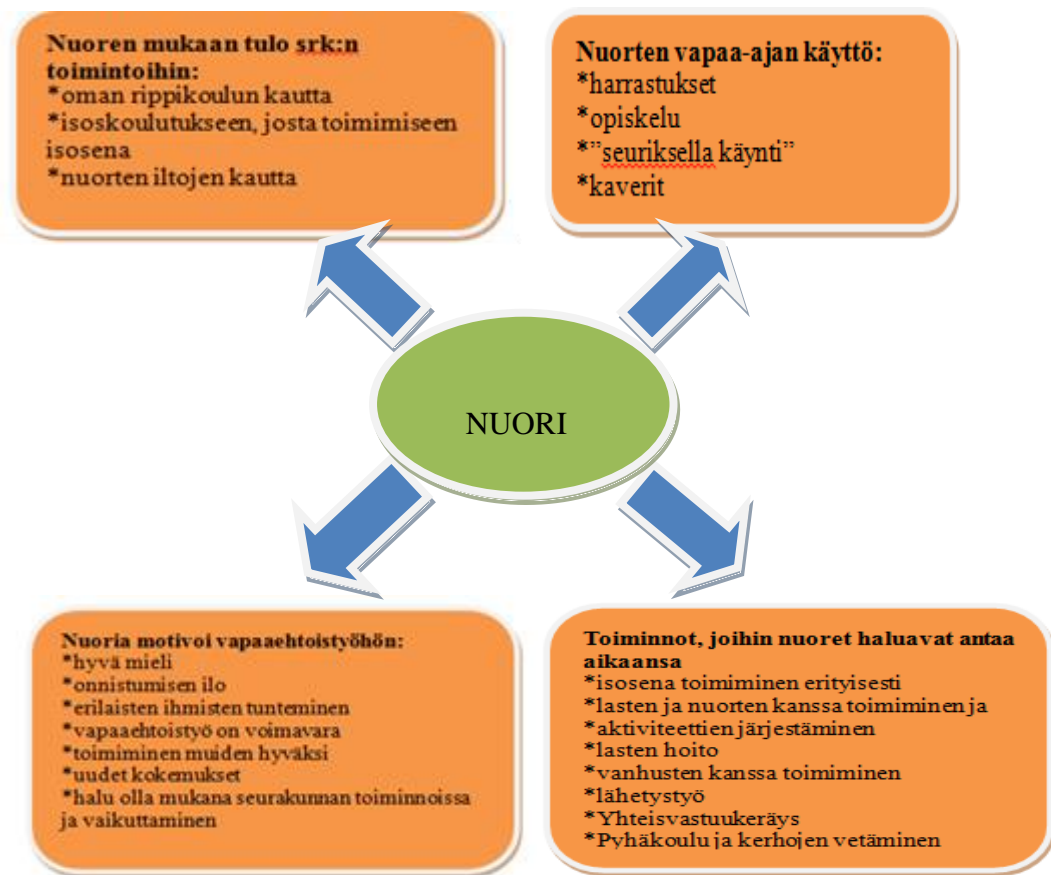 Nuoren mukaan tulo srk:n
toimintoihin:
*oman rippikoulun kautta
*isoskoulutukseen, josta toimimiseen
isosena
*nuorten iltojen kautta
Nuorten vapaa-ajan käyttö:
*harrastukset
*opiskelu
*”seuriksella käynti”
*kaverit
NUORI
Nuoria motivoi vapaaehtoistyöhön:
*hyvä mieli
*onnistumisen ilo
*erilaisten ihmisten tunteminen
*vapaaehtoistyö on voimavara
*toimiminen muiden hyväksi
*uudet kokemukset
*halu olla mukana seurakunnan toiminnoissa
ja vaikuttaminen
Toiminnot, joihin nuoret haluavat antaa
aikaansa
*isosena toimiminen erityisesti
*lasten ja nuorten kanssa toimiminen ja
*aktiviteettien järjestäminen
*lasten hoito
*vanhusten kanssa toimiminen
*lähetystyö
*Yhteisvastuukeräys
*Pyhäkoulu ja kerhojen vetäminen